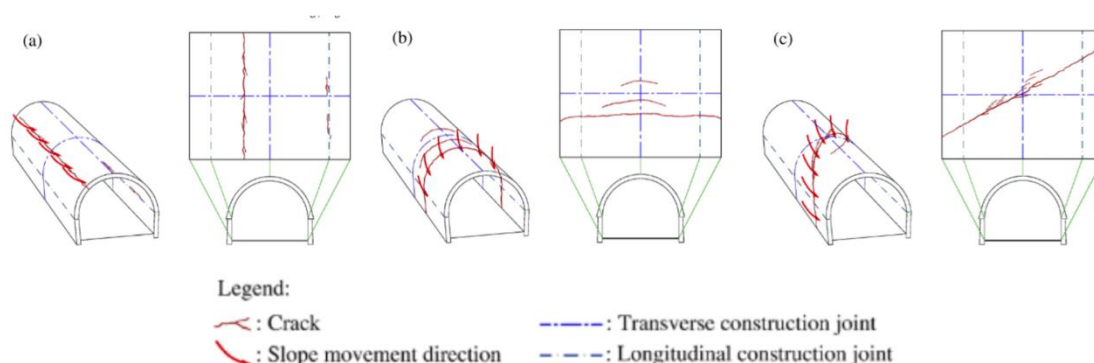 (a)
(b)
(c)
Legend:
: Crack
: Transverse construction joint
: Slope movement direction
: Longitudinal construction joint